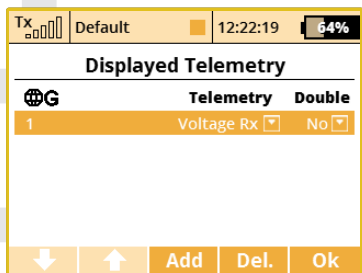 Tx Default 12:22:19 64%
Displayed Telemetry
G Telemetry Double
1 Voltage Rx No
Add Del. Ok